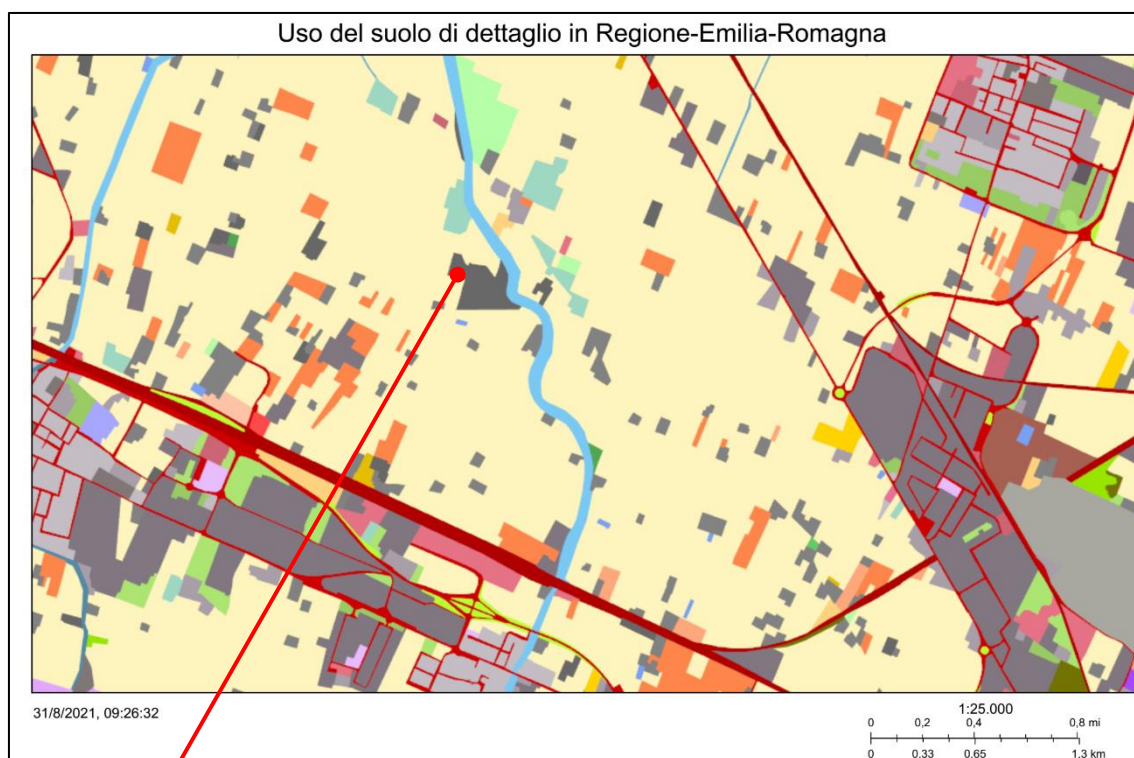 Uso del suolo di dettaglio in Regione-Emilia-Romagna
31/8/2021, 09:26:32
1:25.000
0 0,2 0,4 0,8 mi
0 0.33 0.65 1.3 km